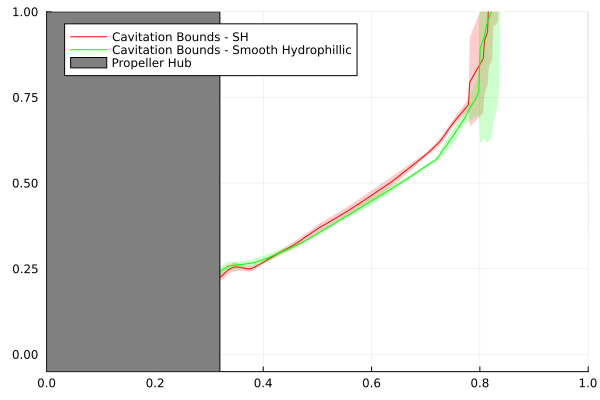 1.00
Cavitation Bounds - SH
Cavitation Bounds - Smooth Hydrophillic
Propeller Hub
0.75
0.50
0.25
0.00
0.0 0.2 0.4 0.6 0.8 1.0